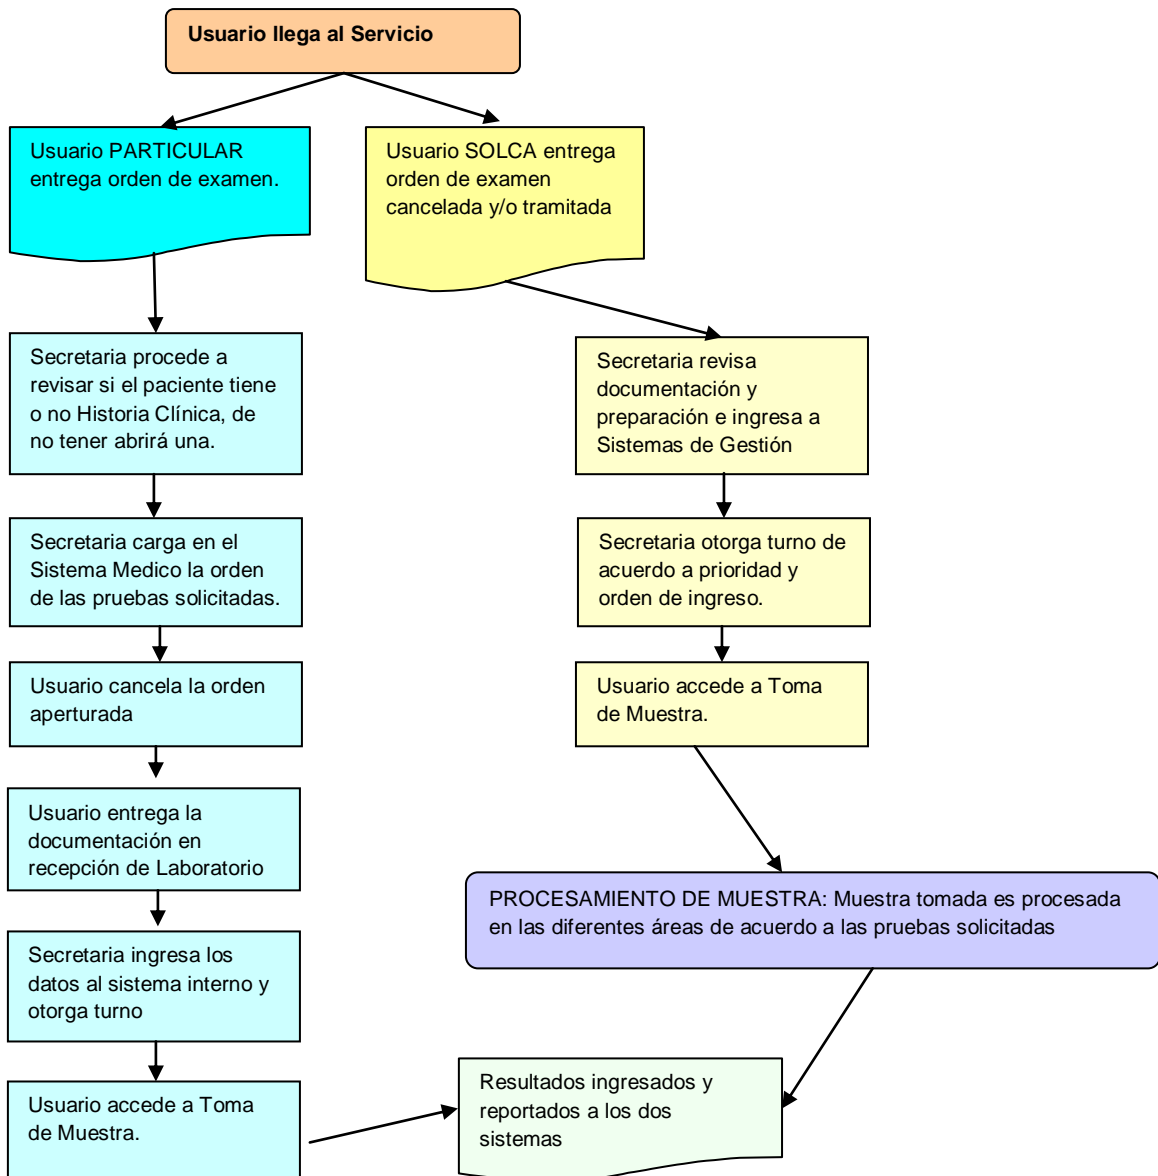 Usuario llega al Servicio
Usuario PARTICULAR
entrega orden de examen.
Usuario SOLCA entrega
orden de examen
cancelada y/o tramitada
Secretaria procede a
revisar si el paciente tiene
o no Historia Clínica, de
no tener abrirá una.
Secretaria revisa
documentación y
preparación e ingresa a
Sistemas de Gestión
Secretaria carga en el
Sistema Medico la orden
de las pruebas solicitadas.
Secretaria otorga turno de
acuerdo a prioridad y
orden de ingreso.
Usuario cancela la orden
aperturada
Usuario accede a Toma
de Muestra.
Usuario entrega la
documentación en
recepción de Laboratorio
PROCESAMIENTO DE MUESTRA: Muestra tomada es procesada
en las diferentes áreas de acuerdo a las pruebas solicitadas
Secretaria ingresa los
datos al sistema interno y
otorga turno
Usuario accede a Toma
de Muestra.
Resultados ingresados y
reportados a los dos
sistemas